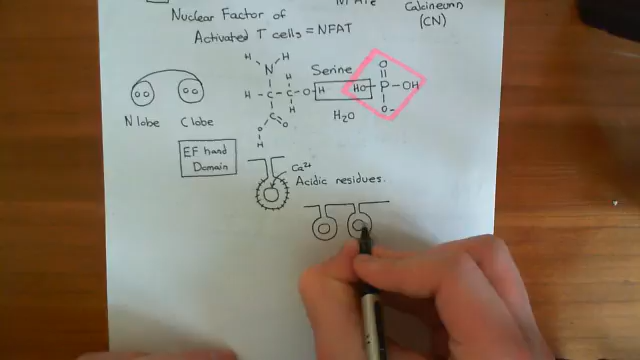 NFATc
Calcineurin
(CN)
Nuclear Factor of
Activated T cells = NFAT
H H
N
Serine
H
H - C - C - O - H HO - P - OH
O
O-
H
C O
O
H
H2O
N lobe C lobe
EF hand
Domain
Ca2+
Acidic residues.